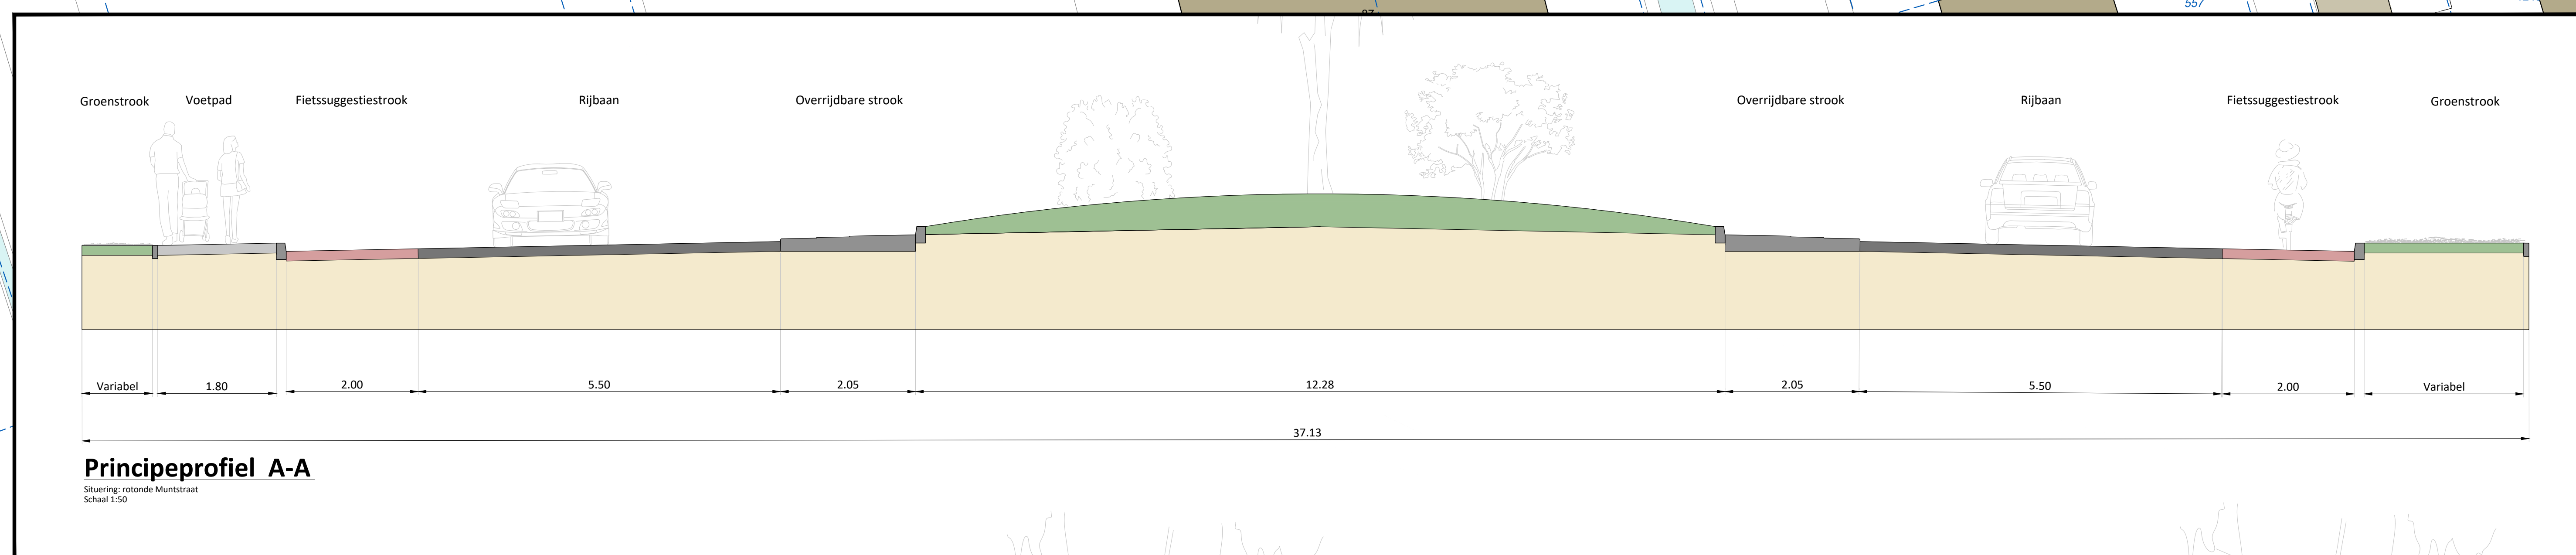 557
Groenstrook Voetpad Fietssuggestiestrook Rijbaan Overrijdbare strook Overrijdbare strook Rijbaan Fietssuggestiestrook Groenstrook
Variabel 1.80 2.00 5.50 2.05 12.28 2.05 5.50 2.00 Variabel
37.13
Principeprofiel A-A
Situering: rotonde Muntstraat
Schaal 1:50